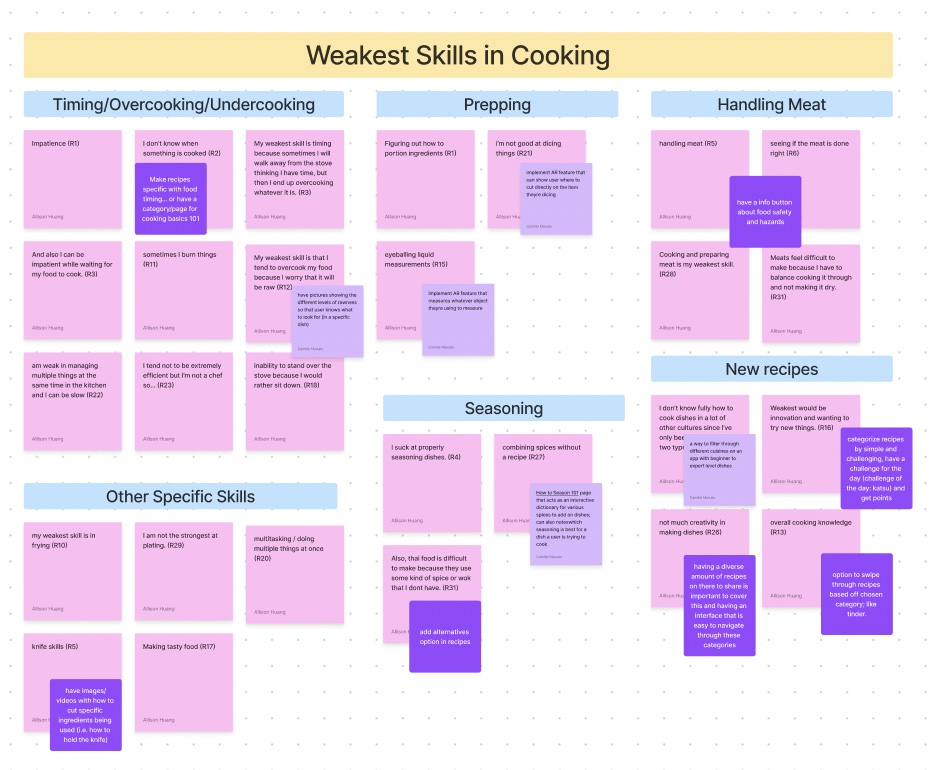 Weakest Skills in Cooking
Timing/Overcooking/Undercooking
Impatience (R1)
Allison Huang
I don't know when
something is cooked (R2)
Make recipes
specific with food
timing... or have a
category/page for
cooking basics 101
My weakest skill is timing
because sometimes I will
walk away from the stove
thinking I have time, but
then I end up overcooking
whatever it is. (R3)
Allison Huang
And also I can be
impatient while waiting for
my food to cook. (R3)
Allison Huang
sometimes I burn things
(R11)
Allison Huang
My weakest skill is that I
tend to overcook my food
because I worry that it will
be raw (R12)
Allison Huang
have pictures showing the
different levels of rawness
so that user knows what
to look for (in a specific
dish)
am weak in managing
multiple things at the
same time in the kitchen
and I can be slow (R22)
Allison Huang
I tend not to be extremely
efficient but I'm not a chef
so... (R23)
Allison Huang
inability to stand over the
stove because I would
rather sit down. (R18)
Allison Huang
Prepping
Figuring out how to
portion ingredients (R1)
Allison Huang
i'm not good at dicing
things (R21)
Allison Hua
implement AR feature that
can show user where to
cut directly on the item
theyre dicing
eyeballing liquid
measurements (R15)
Allison Huang
implement AR feature that
measures whatever object
theyre using to measure
Handling Meat
handling meat (R5)
Allison Huang
seeing if the meat is done
right (R6)
Allison Huang
have a info button
about food safety
and hazards
Cooking and preparing
meat is my weakest skill.
(R28)
Allison Huang
Meats feel difficult to
make because I have to
balance cooking it through
and not making it dry.
(R31)
Allison Huang
Seasoning
I suck at properly
seasoning dishes. (R4)
Allison Huang
combining spices without
a recipe (R27)
Allison Huan
How to Season 101 page
that acts as an interactive
dictionary for various
spices to add on dishes;
can also note which
seasoning is best for a
dish a user is trying to
cook
Also, thai food is difficult
to make because they use
some kind of spice or wok
that I dont have. (R31)
Allison
add alternatives
option in recipes
New recipes
I don't know fully how to
cook dishes in a lot of
other cultures since I've
only bee
two typ
Allison Hua
a way to filter through
different cuisines on an
app with beginner to
expert level dishes
Weakest would be
innovation and wanting to
try new things. (R16)
Allison Huang
categorize recipes
by simple and
challenging, have a
challenge for the
day (challenge of
the day: katsu) and
get points
not much creativity in
making dishes (R26)
Allison Hua
having a diverse
amount of recipes
on there to share is
important to cover
this and having an
interface that is
easy to navigate
through these
categories
overall cooking knowledge
(R13)
Allison Huang
option to swipe
through recipes
based off chosen
category; like
tinder.
Other Specific Skills
my weakest skill is in
frying (R10)
Allison Huang
I am not the strongest at
plating. (R29)
Allison Huang
multitasking / doing
multiple things at once
(R20)
Allison Huang
knife skills (R5)
Allison H
have images/
videos with how to
cut specific
ingredients being
used (i.e. how to
hold the knife)
Making tasty food (R17)
Allison Huang